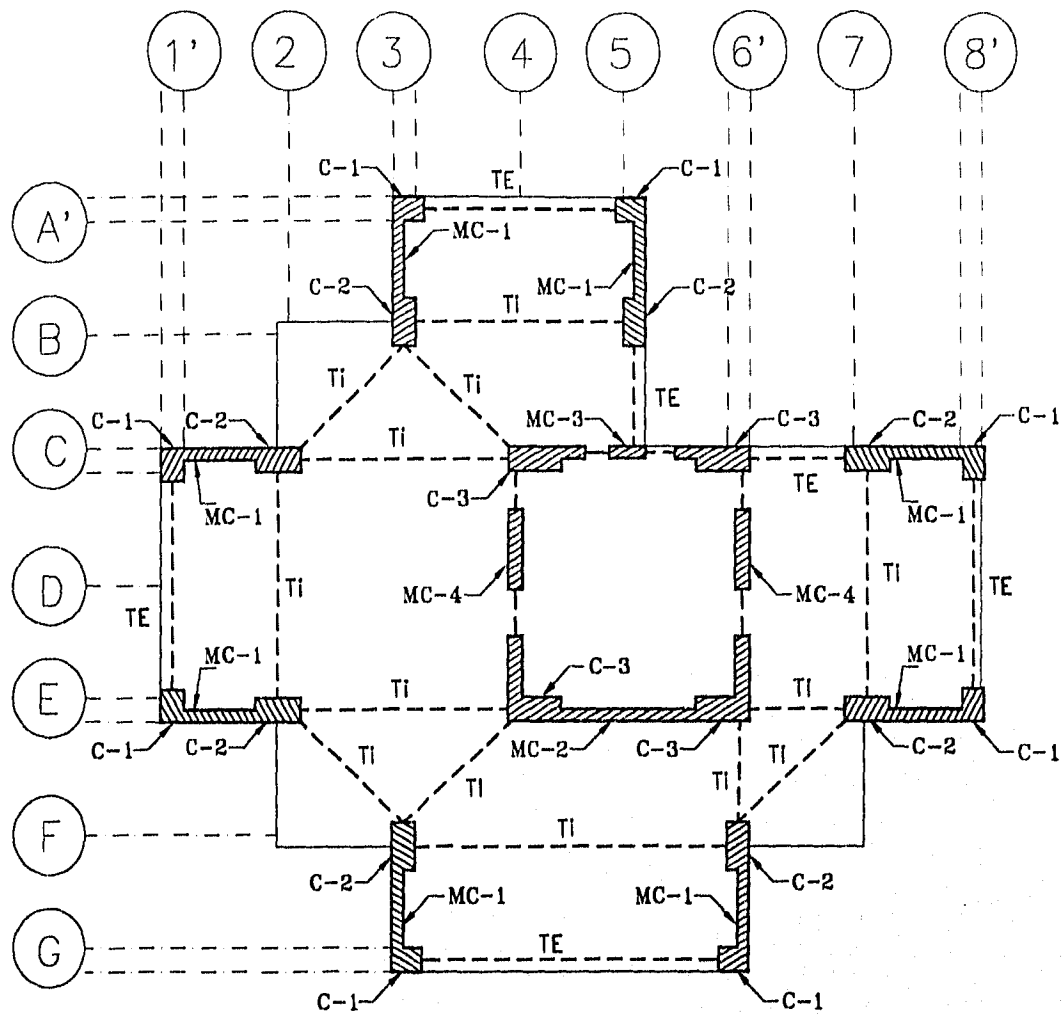 1' 2 3 4 5 6' 7 8'
C-1 TE C-1
A'
MC-1
MC-1
C-2 C-2
Ti
B
Ti Ti TE
C-1 C-2 MC-3 C-3 C-2 C-1
C Ti
C-3 TE
MC-1 MC-1
D Ti Ti
MC-4 MC-4
TE TE
MC-1 C-3 MC-1
E Ti Ti
C-1 C-2 MC-2 C-3 C-2 C-1
Ti Ti Ti Ti
F Ti
C-2 C-2
MC-1 MC-1
G TE
C-1 C-1